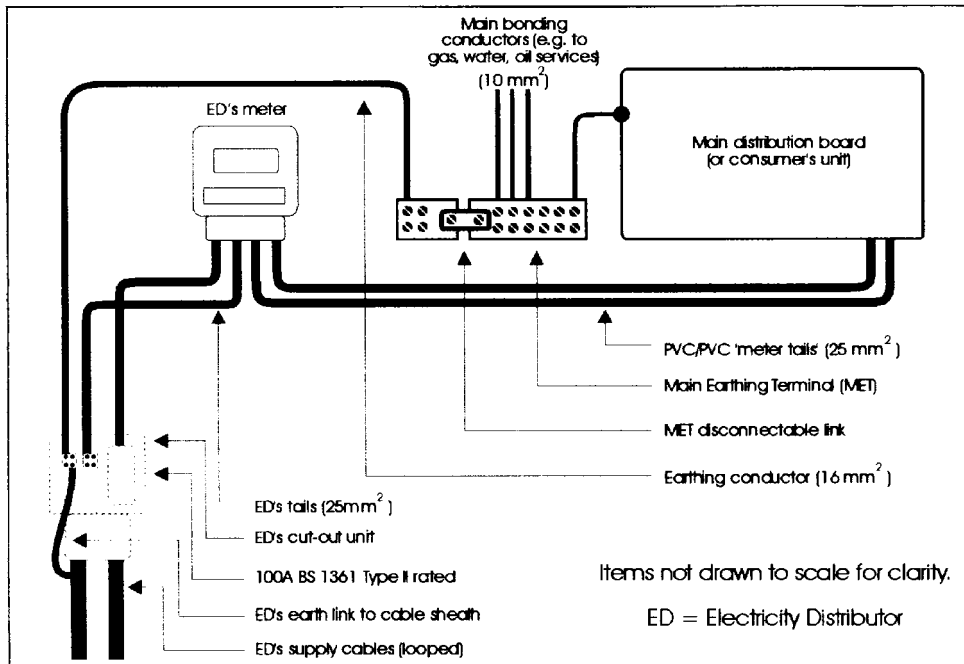 Main bonding
conductors (e.g. to
gas, water, oil services)
(10 mm²)
ED's meter
Main distribution board
(or consumer's unit)
PVC/PVC 'meter tails' (25 mm²)
Main Earthing Terminal (MET)
MET disconnectable link
Earthing conductor (16 mm²)
ED's tails (25mm²)
ED's cut-out unit
100A BS 1361 Type II rated
ED's earth link to cable sheath
ED's supply cables (looped)
Items not drawn to scale for clarity.
ED = Electricity Distributor